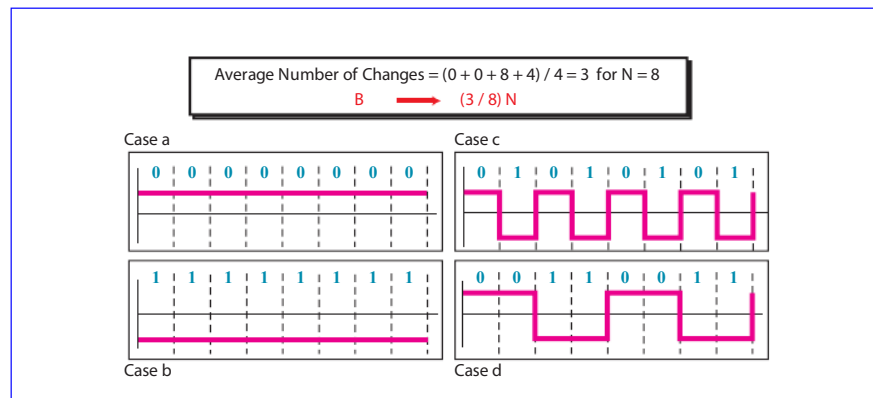 Average Number of Changes = (0 + 0 + 8 + 4) / 4 = 3 for N = 8
B (3 / 8) N
Case a
0 0 0 0 0 0 0 0
Case c
0 1 0 1 0 1 0 1
1 1 1 1 1 1 1 1
Case b
0 0 1 1 0 0 1 1
Case d